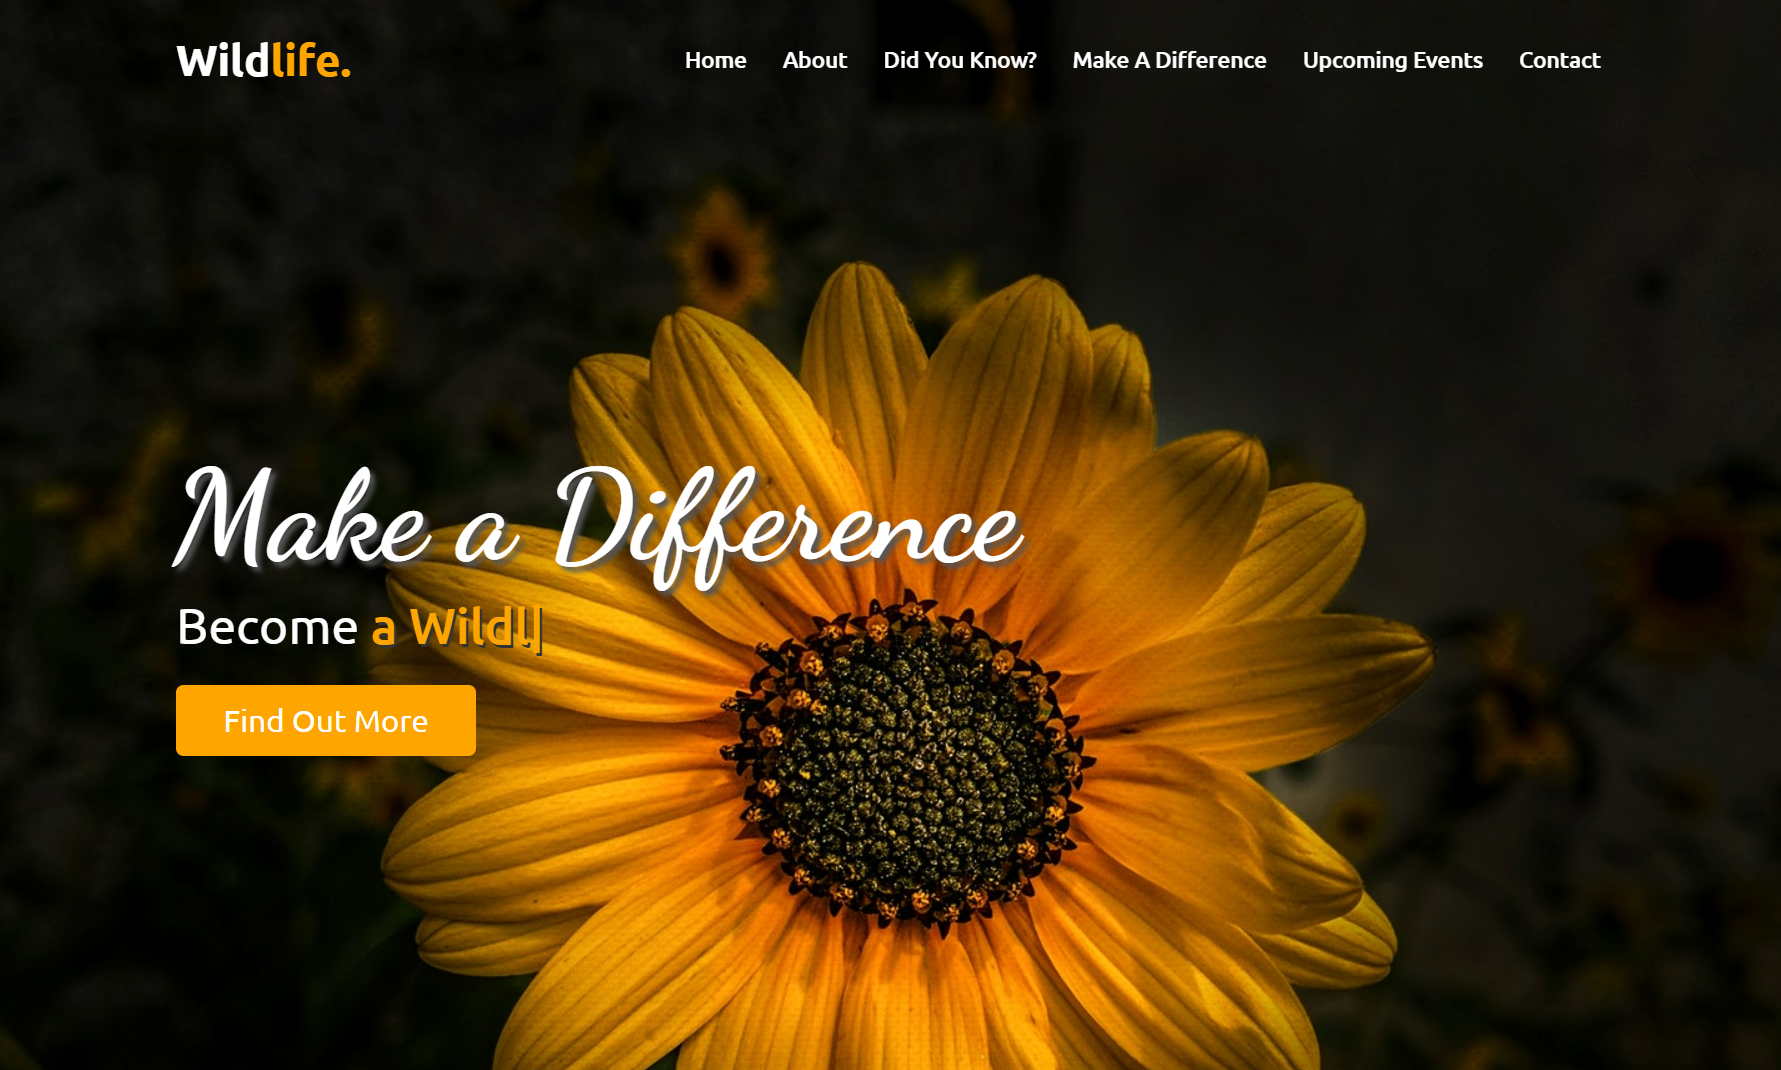 Wildlife.
Home About Did You Know? Make A Difference Upcoming Events Contact
Make a Difference
Become a Wildl|
Find Out More